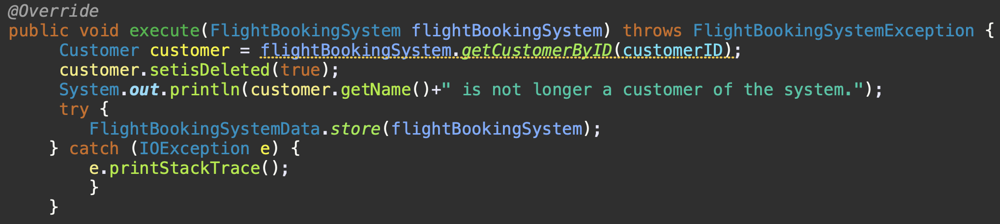 @Override
public void execute(FlightBookingSystem flightBookingSystem) throws FlightBookingSystemException {
Customer customer = flightBookingSystem.getCustomerByID(customerID);
customer.setisDeleted(true);
System.out.println(customer.getName()+" is not longer a customer of the system.");
try {
FlightBookingSystemData.store(flightBookingSystem);
} catch (IOException e) {
e.printStackTrace();
}
}